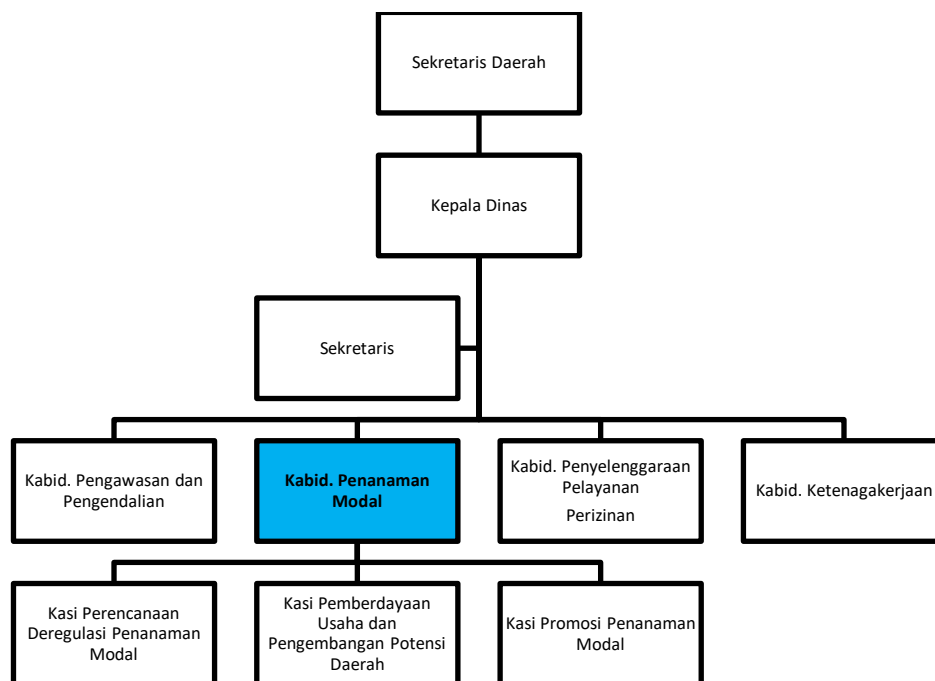 Sekretaris Daerah
Kepala Dinas
Sekretaris
Kabid. Pengawasan dan
Pengendalian
Kabid. Penanaman
Modal
Kabid. Penyelenggaraan
Pelayanan
Perizinan
Kabid. Ketenagakerjaan
Kasi Perencanaan
Deregulasi Penanaman
Modal
Kasi Pemberdayaan
Usaha dan
Pengembangan Potensi
Daerah
Kasi Promosi Penanaman
Modal